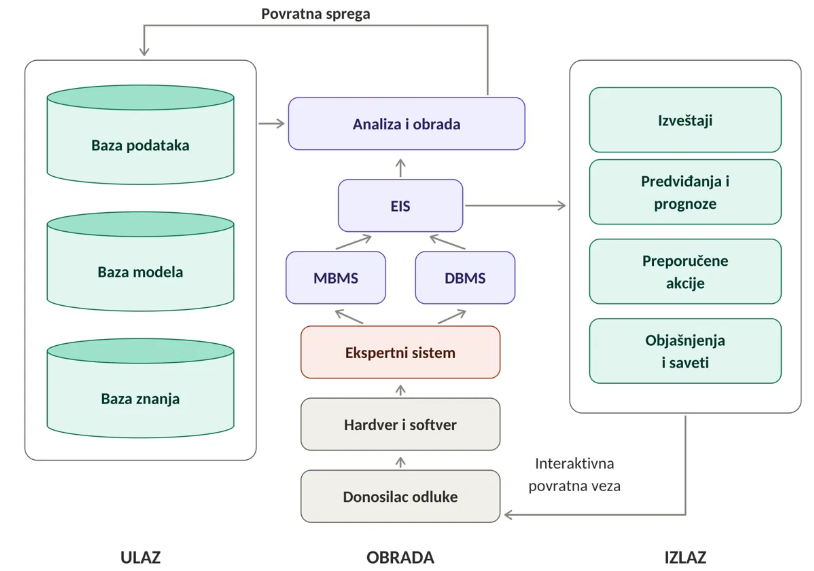 Povratna sprega
Baza podataka
Baza modela
Baza znanja
Analiza i obrada
EIS
MBMS
DBMS
Ekspertni sistem
Hardver i softver
Donosilac odluke
Izveštaji
Predviđanja i
prognoze
Preporučene
akcije
Objašnjenja
i saveti
Interaktivna
povratna veza
ULAZ
OBRADA
IZLAZ